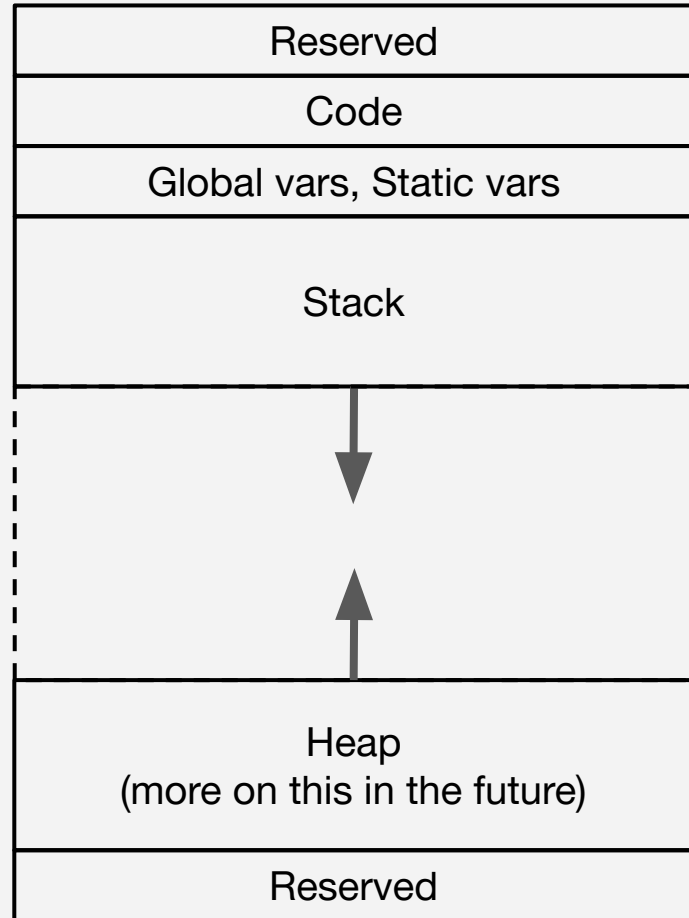 Reserved
Code
Global vars, Static vars
Stack
Heap
(more on this in the future)
Reserved